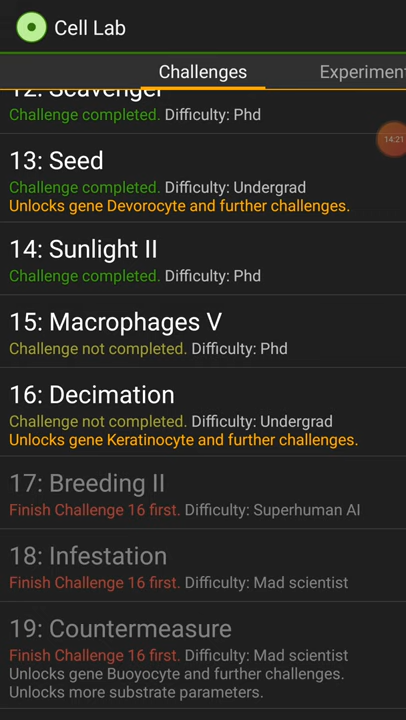 Cell Lab
Challenges Experiment
12: Scavenger
Challenge completed. Difficulty: Phd
14:21
13: Seed
Challenge completed. Difficulty: Undergrad
Unlocks gene Devorocyte and further challenges.
14: Sunlight II
Challenge completed. Difficulty: Phd
15: Macrophages V
Challenge not completed. Difficulty: Phd
16: Decimation
Challenge not completed. Difficulty: Undergrad
Unlocks gene Keratinocyte and further challenges.
17: Breeding II
Finish Challenge 16 first. Difficulty: Superhuman AI
18: Infestation
Finish Challenge 16 first. Difficulty: Mad scientist
19: Countermeasure
Finish Challenge 16 first. Difficulty: Mad scientist
Unlocks gene Buoyocyte and further challenges.
Unlocks more substrate parameters.